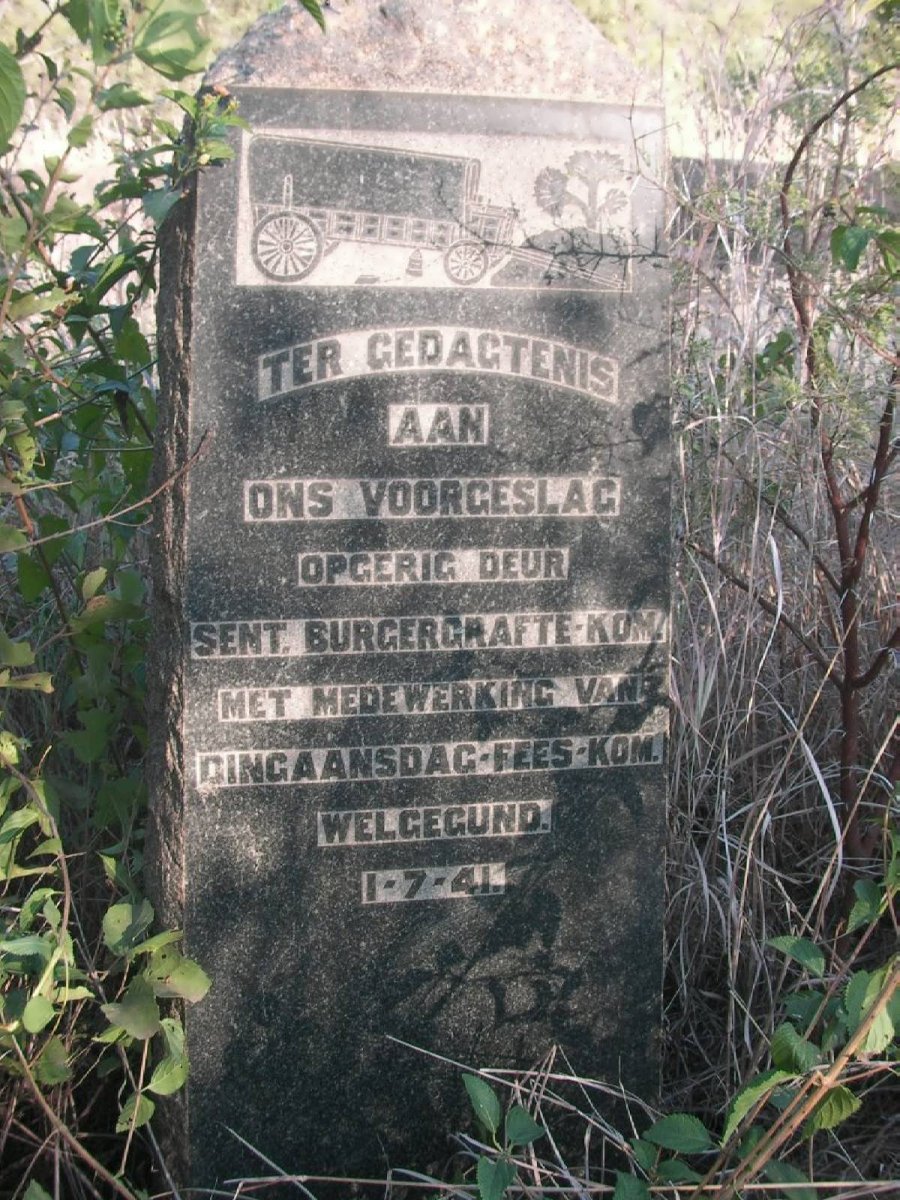 TER GEDAGTENIS
AAN
ONS VOORGESLAG
OPGERIG DEUR
SENT. BURGERGRAFTE-KOM.
MET MEDEWERKING VAN
DINGAANSDAG-FEES-KOM.
WELGEGUND.
1-7-41.